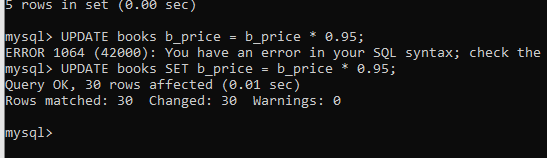 5 rows in set (0.00 sec)
mysql> UPDATE books b_price = b_price * 0.95;
ERROR 1064 (42000): You have an error in your SQL syntax; check the
mysql> UPDATE books SET b_price = b_price * 0.95;
Query OK, 30 rows affected (0.01 sec)
Rows matched: 30  Changed: 30  Warnings: 0
mysql>